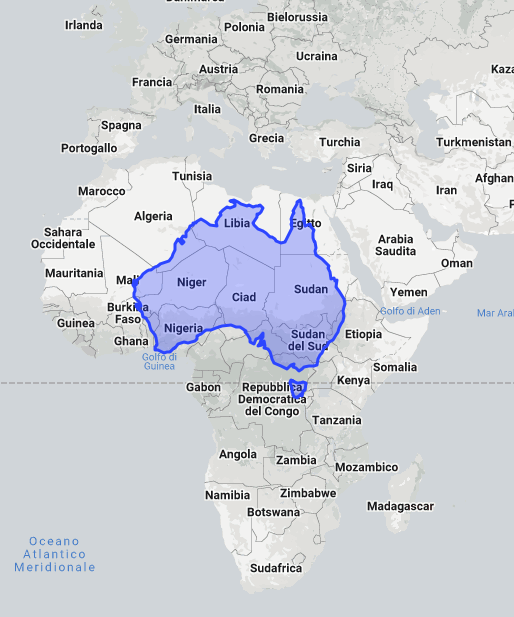 Irlanda
Bielorussia
Polonia
Germania
Ucraina
Austria
Kaza
Francia
Romania
Italia
Spagna
Grecia
Turchia
Turkmenistan
Portogallo
Siria
Tunisia
Iraq
Iran
Afghan
Marocco
Algeria
Libia
Egitto
Sahara
Occidentale
Arabia
Saudita
Oman
Mauritania
Mali
Niger
Ciad
Sudan
Yemen
Burkina
Faso
Golfo di Aden
Mar Arab
Guinea
Nigeria
Ghana
Sudan
del Sud
Etiopia
Golfo di
Guinea
Somalia
Gabon
Repubblica
Democratica
del Congo
Kenya
Tanzania
Angola
Zambia
Mozambico
Namibia
Zimbabwe
Botswana
Madagascar
Oceano
Atlantico
Meridionale
Sudafrica